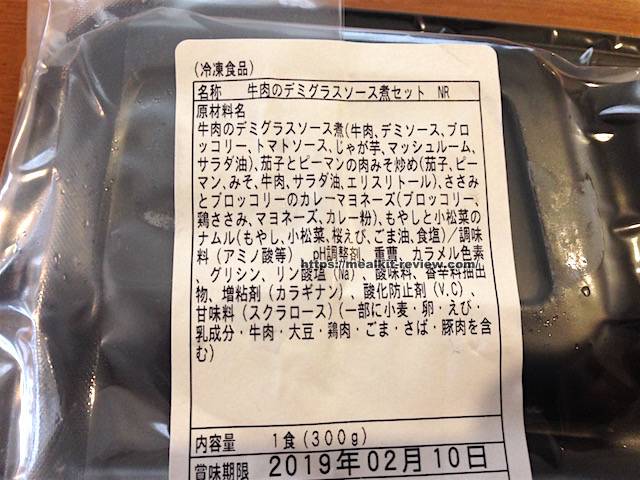 (冷凍食品)
名称 牛肉のデミグラスソース煮セット NR
原材料名
牛肉のデミグラスソース煮(牛肉、デミソース、ブロ
ッコリー、トマトソース、じゃが芋、マッシュルーム、
サラダ油)、茄子とピーマンの肉みそ炒め(茄子、ピー
マン、みそ、牛肉、サラダ油、エリスリトール)、ささみ
とブロッコリーのカレーマヨネーズ(ブロッコリー、
鶏ささみ、マヨネーズ、カレー粉)、もやしと小松菜の
ナムル(もやし、小松菜、桜えび、ごま油、食塩)/調味
料(アミノ酸等)、pH調整剤、重曹、カラメル色素
https://mealkit-review.com/
、グリシン、リン酸塩(Na)、酸味料、香辛料抽出
物、増粘剤(カラギナン)、酸化防止剤(V.C)、
甘味料(スクラロース)(一部に小麦・卵・えび・
乳成分・牛肉・大豆・鶏肉・ごま・さば・豚肉を含
む)
内容量 1食(300g)
賞味期限 2019年02月10日